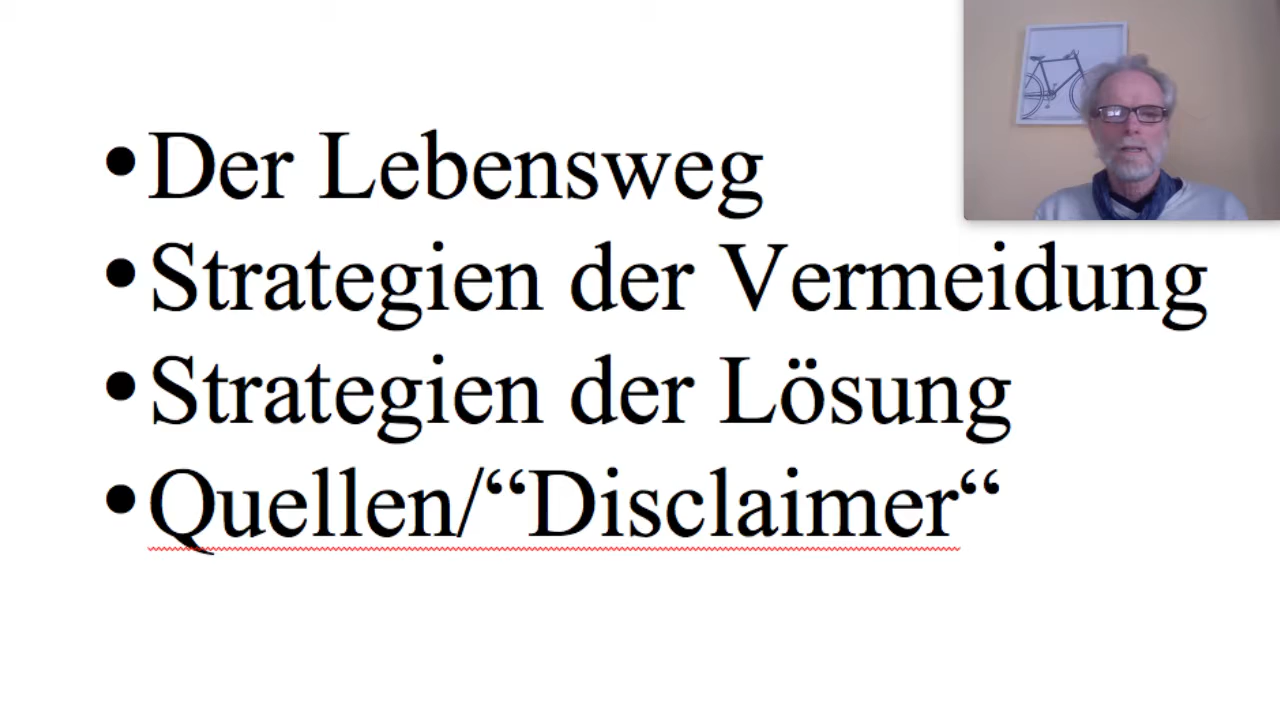 •Der Lebensweg
•Strategien der Vermeidung
•Strategien der Lösung
•Quellen/“Disclaimer“